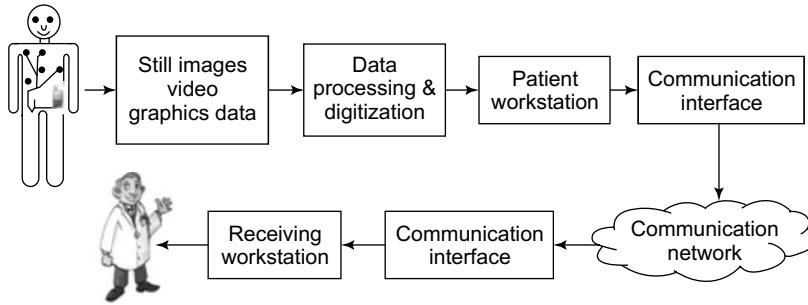 Still images
video
graphics data
Data
processing &
digitization
Patient
workstation
Communication
interface
Communication
network
Communication
interface
Receiving
workstation